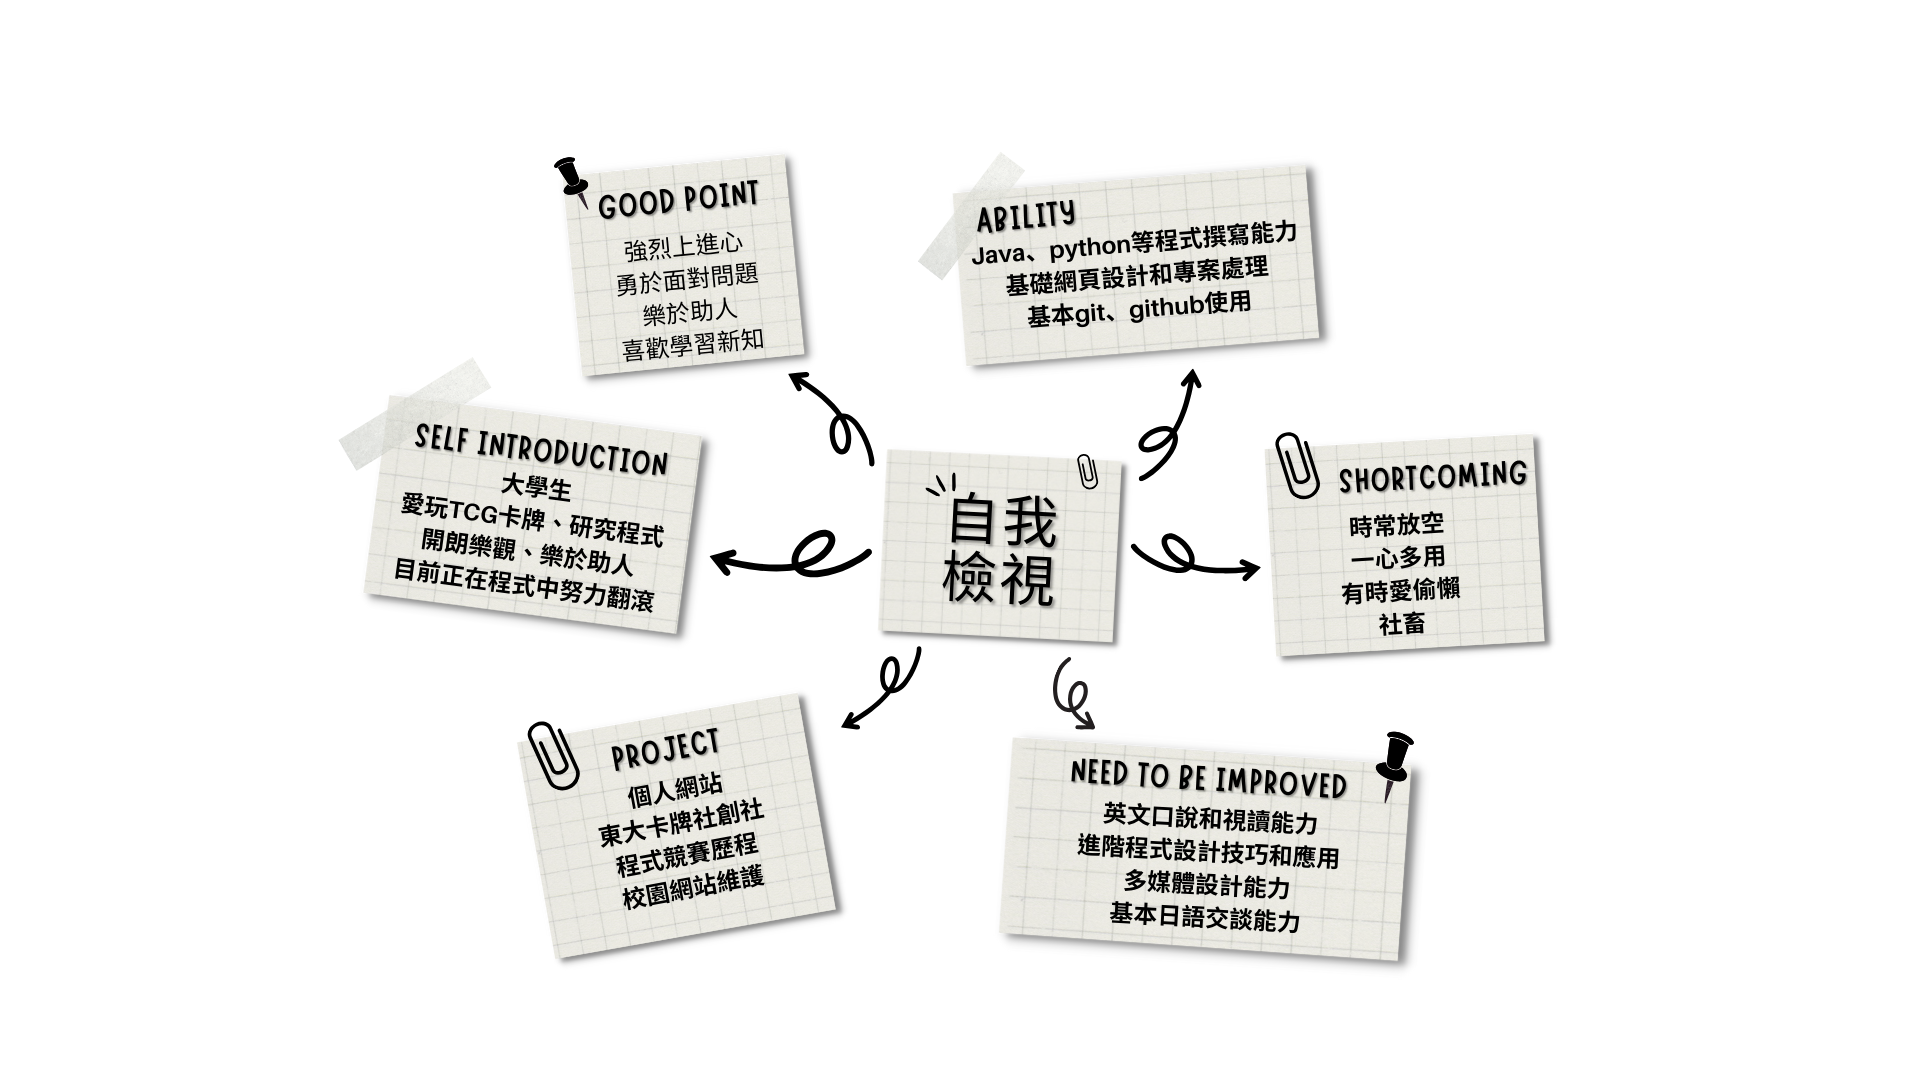 GOOD POINT
強烈上進心
勇於面對問題
樂於助人
喜歡學習新知
ABILITY
Java、python等程式撰寫能力
基礎網頁設計和專案處理
基本git、github使用
SELF INTRODUCTION
大學生
愛玩TCG卡牌、研究程式
開朗樂觀、樂於助人
目前正在程式中努力翻滾
自我
檢視
SHORTCOMING
時常放空
一心多用
有時愛偷懶
社畜
PROJECT
個人網站
東大卡牌社創社
程式競賽歷程
校園網站維護
NEED TO BE IMPROVED
英文口說和視讀能力
進階程式設計技巧和應用
多媒體設計能力
基本日語交談能力